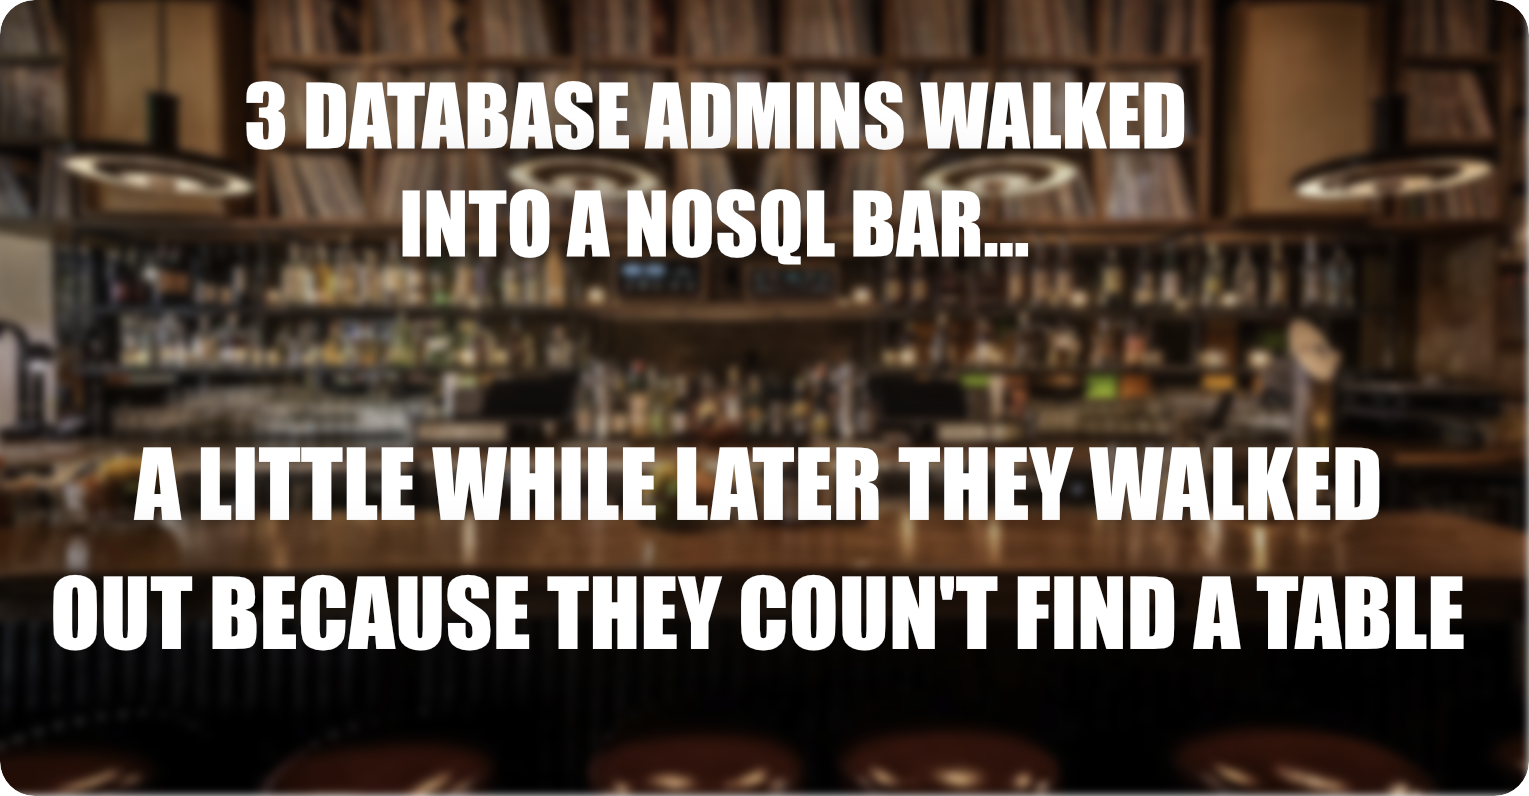 3 DATABASE ADMINS WALKED
INTO A NOSQL BAR...
A LITTLE WHILE LATER THEY WALKED
OUT BECAUSE THEY COUN'T FIND A TABLE